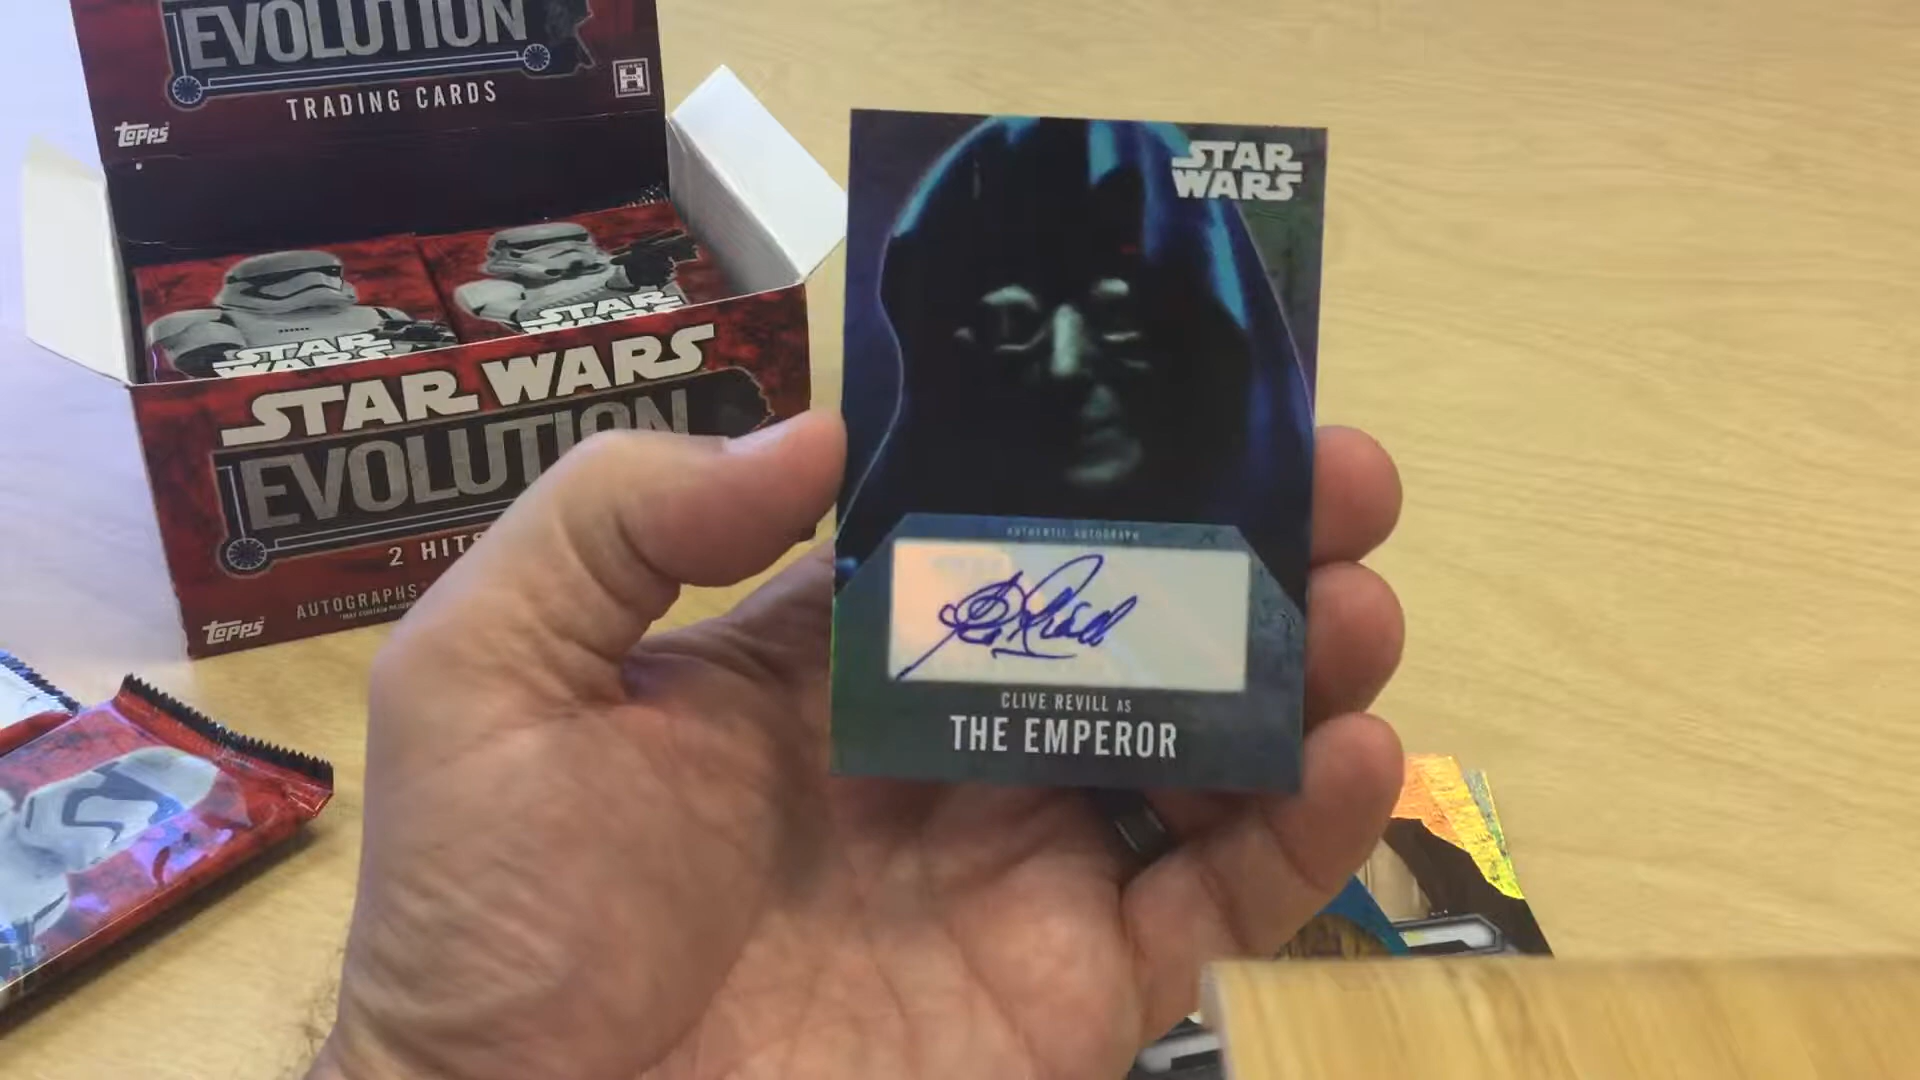 EVOLUTION
TRADING CARDS
topps
STAR
WARS
STAR
WARS
STAR WARS
EVOLUTION
2 HITS
AUTOGRAPHS
topps
STAR
WARS
AUTHENTIC AUTOGRAPH
CLIVE REVILL AS
THE EMPEROR